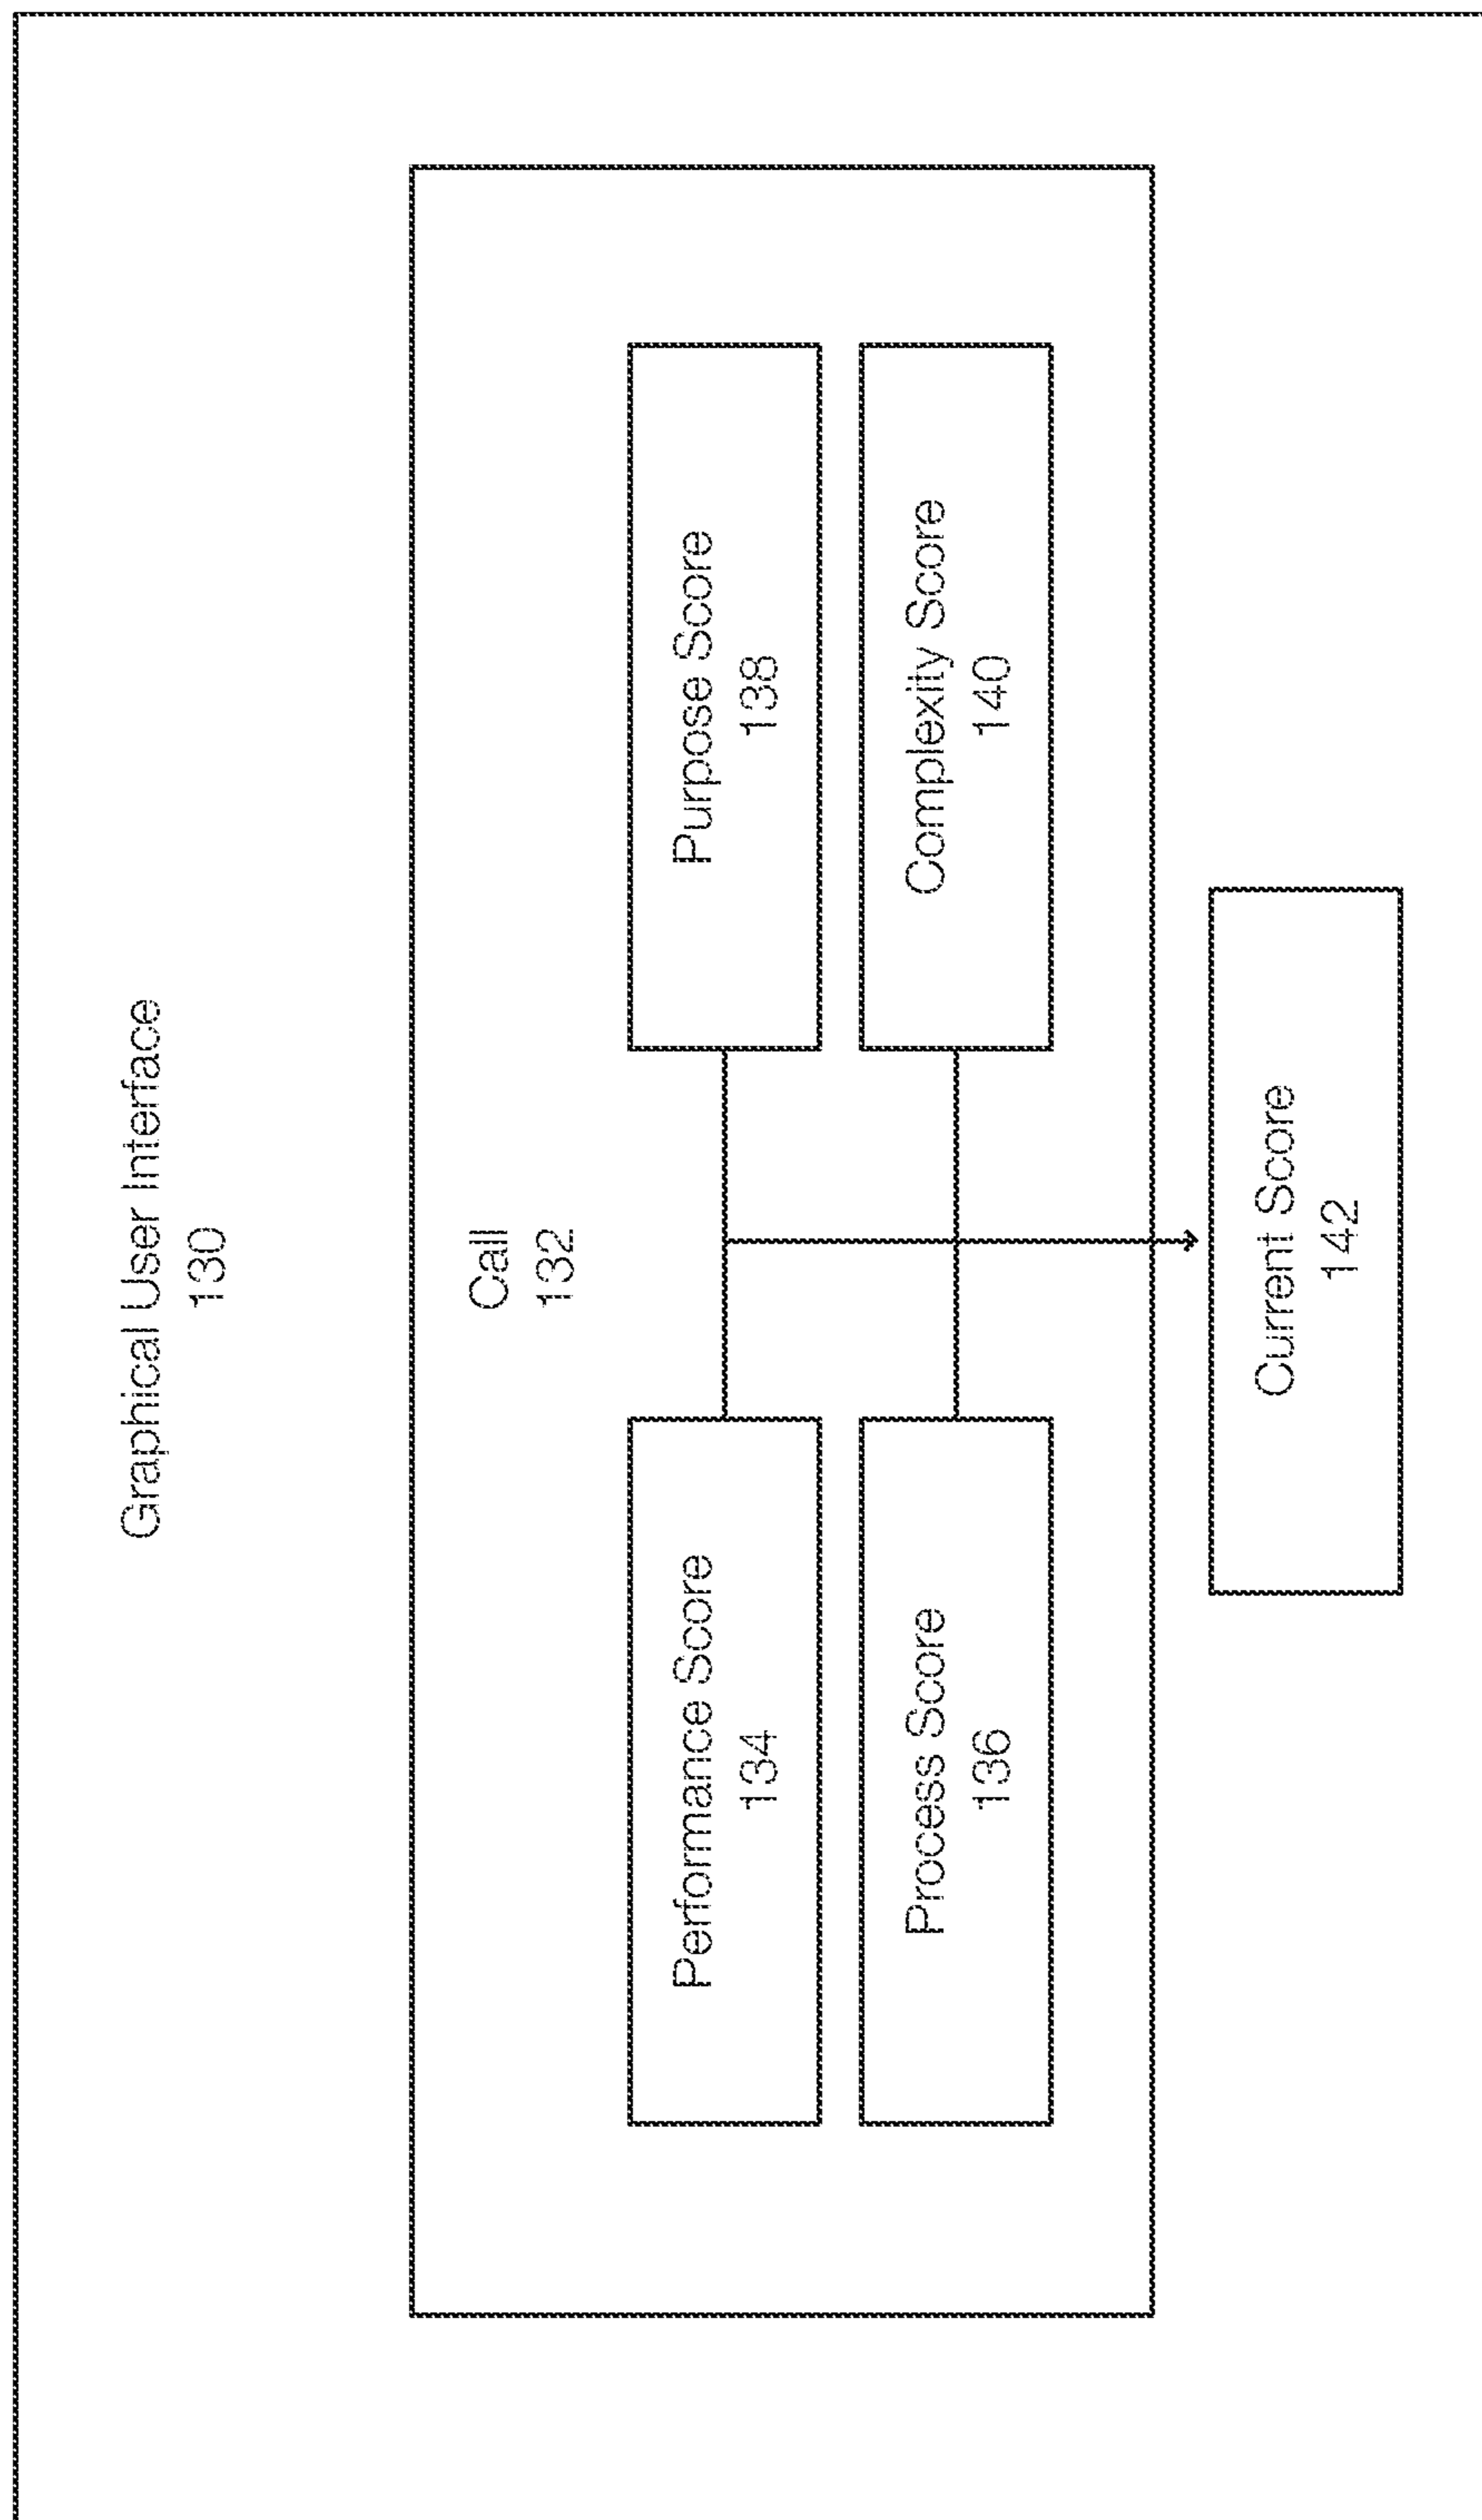 Graphical User Interface
130
Call
132
Performance Score
134
Purpose Score
138
Process Score
136
Complexity Score
140
Current Score
142